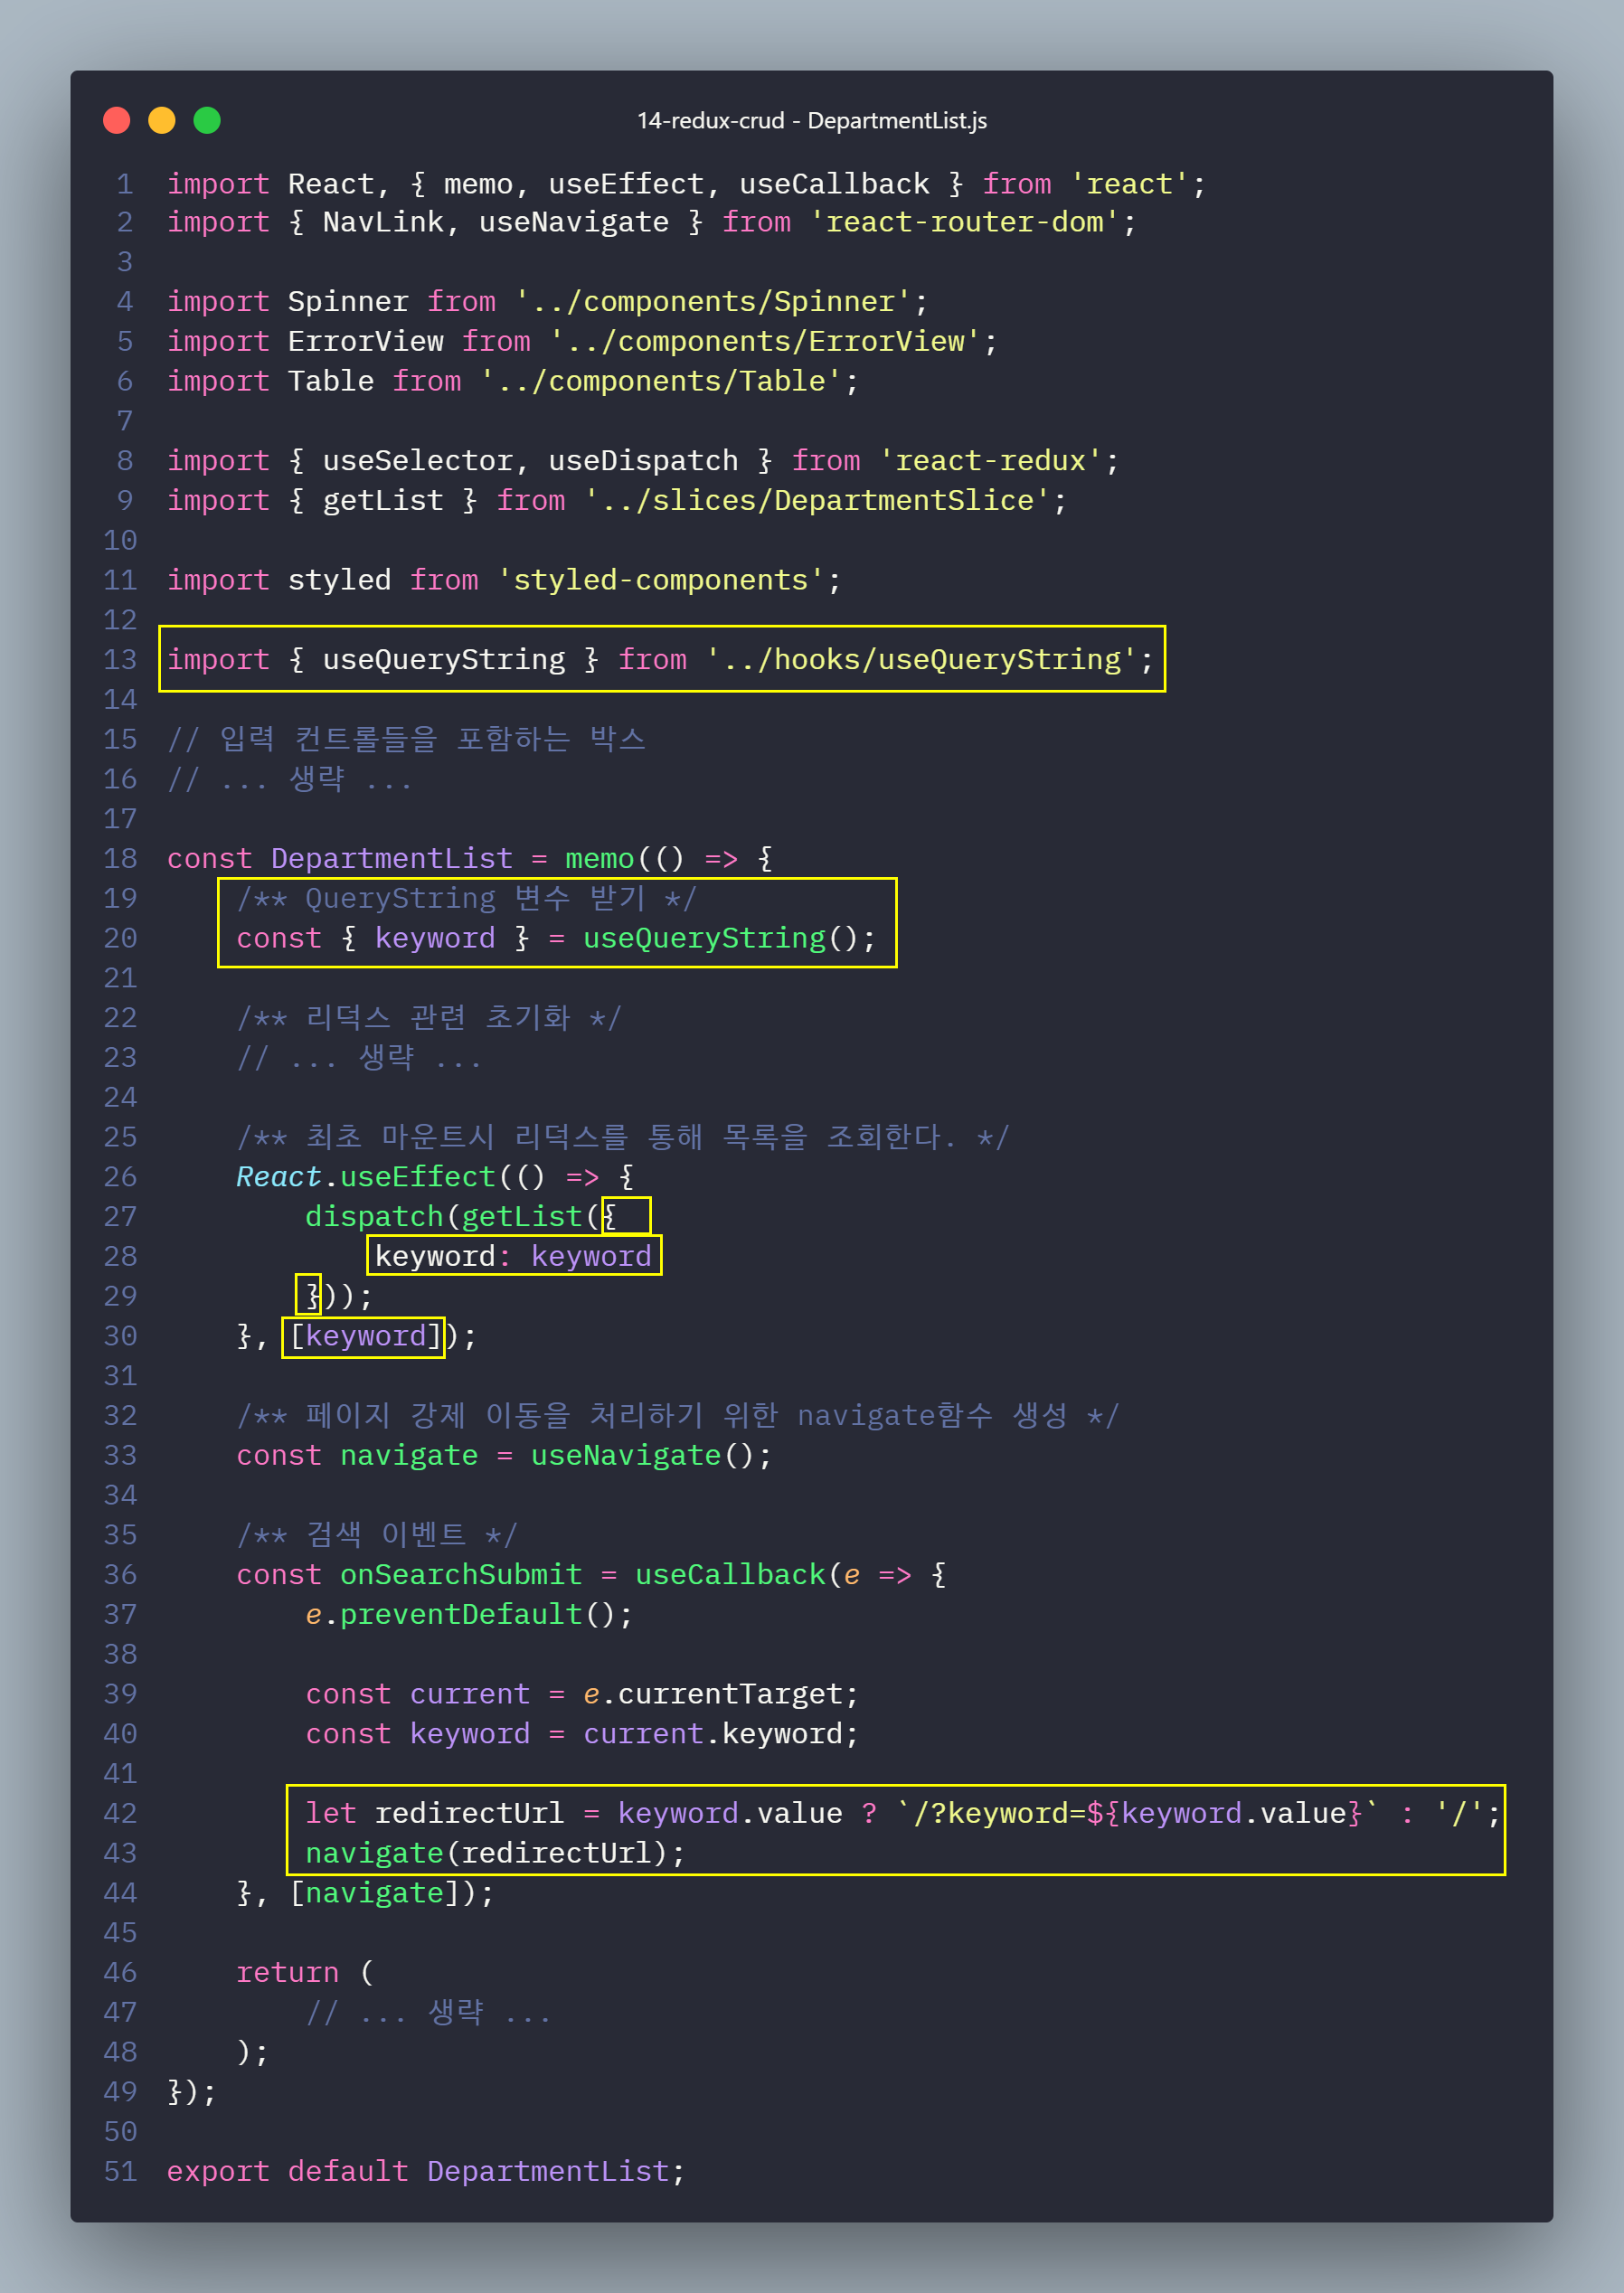 14-redux-crud - DepartmentList.js
1 import React, { memo, useEffect, useCallback } from 'react';
2 import { NavLink, useNavigate } from 'react-router-dom';
3
4 import Spinner from '../components/Spinner';
5 import ErrorView from '../components/ErrorView';
6 import Table from '../components/Table';
7
8 import { useSelector, useDispatch } from 'react-redux';
9 import { getList } from '../slices/DepartmentSlice';
10
11 import styled from 'styled-components';
12
13 import { useQueryString } from '../hooks/useQueryString';
14
15 // 입력 컨트롤들을 포함하는 박스
16 // ... 생략 ...
17
18 const DepartmentList = memo(() => {
19     /** QueryString 변수 받기 */
20     const { keyword } = useQueryString();
21
22     /** 리덕스 관련 초기화 */
23     // ... 생략 ...
24
25     /** 최초 마운트시 리덕스를 통해 목록을 조회한다. */
26     React.useEffect(() => {
27         dispatch(getList({
28             keyword: keyword
29         }));
30     }, [keyword]);
31
32     /** 페이지 강제 이동을 처리하기 위한 navigate함수 생성 */
33     const navigate = useNavigate();
34
35     /** 검색 이벤트 */
36     const onSearchSubmit = useCallback(e => {
37         e.preventDefault();
38
39         const current = e.currentTarget;
40         const keyword = current.keyword;
41
42         let redirectUrl = keyword.value ? `/?keyword=${keyword.value}` : '/';
43         navigate(redirectUrl);
44     }, [navigate]);
45
46     return (
47         // ... 생략 ...
48     );
49 });
50
51 export default DepartmentList;